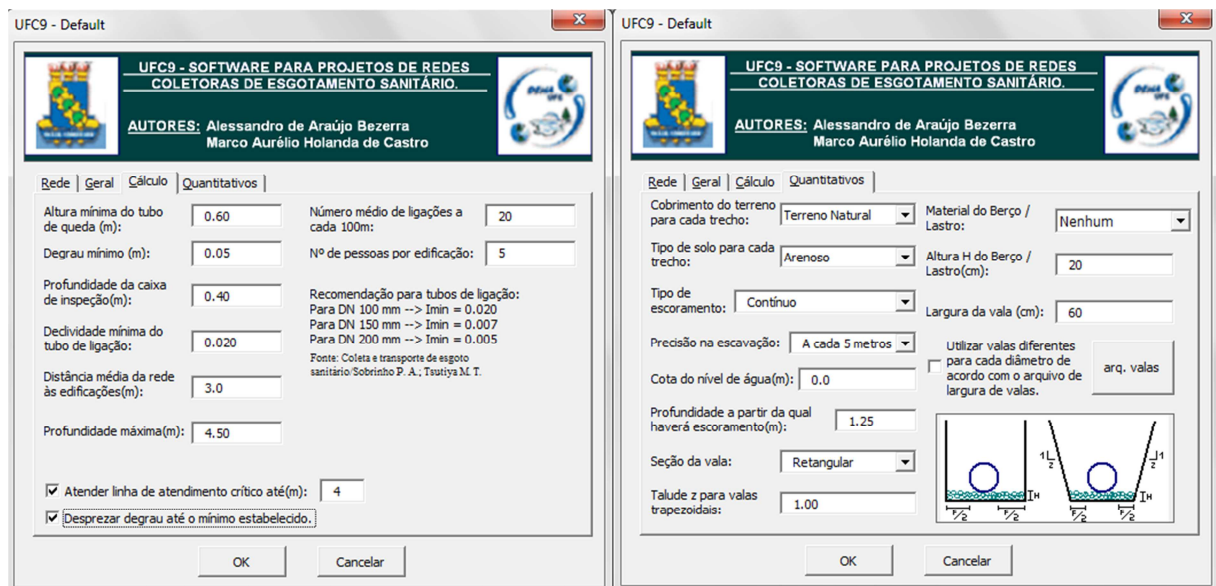 UFC9 - Default
UFC9 - SOFTWARE PARA PROJETOS DE REDES
COLETORAS DE ESGOTAMENTO SANITÁRIO.
AUTORES: Alessandro de Araújo Bezerra
Marco Aurélio Holanda de Castro
Rede Geral Cálculo Quantitativos
Altura mínima do tubo
de queda (m):
0.60
Degrau mínimo (m):
0.05
Profundidade da caixa
de inspeção(m):
0.40
Declividade mínima do
tubo de ligação:
0.020
Distância média da rede
às edificações(m):
3.0
Profundidade máxima(m):
4.50
Número médio de ligações a
cada 100m:
20
Nº de pessoas por edificação:
5
Recomendação para tubos de ligação:
Para DN 100 mm --> Imin = 0.020
Para DN 150 mm --> Imin = 0.007
Para DN 200 mm --> Imin = 0.005
Fonte: Coleta e transporte de esgoto
sanitário/Sobrinho P. A.; Tsutiya M. T.
Atender linha de atendimento crítico até(m):
4
Desprezar degrau até o mínimo estabelecido.
OK
Cancelar
UFC9 - Default
UFC9 - SOFTWARE PARA PROJETOS DE REDES
COLETORAS DE ESGOTAMENTO SANITÁRIO.
AUTORES: Alessandro de Araújo Bezerra
Marco Aurélio Holanda de Castro
Rede Geral Cálculo Quantitativos
Cobrimento do terreno
para cada trecho:
Terreno Natural
Tipo de solo para cada
trecho:
Arenoso
Tipo de
escoramento:
Contínuo
Precisão na escavação:
A cada 5 metros
Cota do nível de água(m):
0.0
Profundidade a partir da qual
haverá escoramento(m):
1.25
Seção da vala:
Retangular
Talude z para valas
trapezoidais:
1.00
Material do Berço /
Lastro:
Nenhum
Altura H do Berço /
Lastro(cm):
20
Largura da vala (cm):
60
Utilizar valas diferentes
para cada diâmetro de
acordo com o arquivo de
largura de valas.
arq. valas
1
z
1
z
H
H
F/2
F/2
F/2
F/2
OK
Cancelar